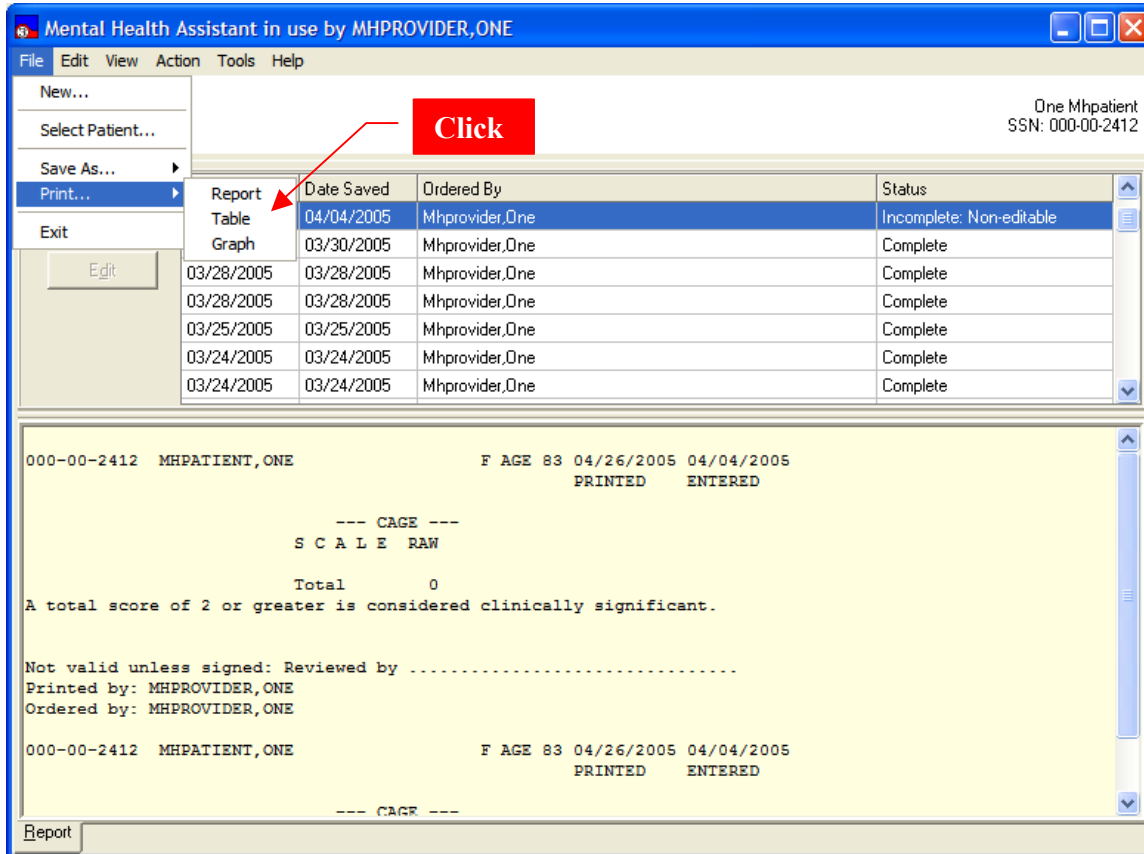 Mental Health Assistant in use by MHPROVIDER,ONE
File Edit View Action Tools Help
New...
Select Patient...
Save As...
Print...
Exit
Report
Table
Graph
Click
One Mhpatient
SSN: 000-00-2412
Edit
Date Saved Ordered By Status
04/04/2005 Mhprovider,One Incomplete: Non-editable
03/30/2005 Mhprovider,One Complete
03/28/2005 03/28/2005 Mhprovider,One Complete
03/28/2005 03/28/2005 Mhprovider,One Complete
03/25/2005 03/25/2005 Mhprovider,One Complete
03/24/2005 03/24/2005 Mhprovider,One Complete
03/24/2005 03/24/2005 Mhprovider,One Complete
000-00-2412 MHPATIENT,ONE F AGE 83 04/26/2005 04/04/2005
PRINTED ENTERED
--- CAGE ---
S C A L E RAW
Total 0
A total score of 2 or greater is considered clinically significant.
Not valid unless signed: Reviewed by ................................
Printed by: MHPROVIDER,ONE
Ordered by: MHPROVIDER,ONE
000-00-2412 MHPATIENT,ONE F AGE 83 04/26/2005 04/04/2005
PRINTED ENTERED
--- CAGE ---
Report